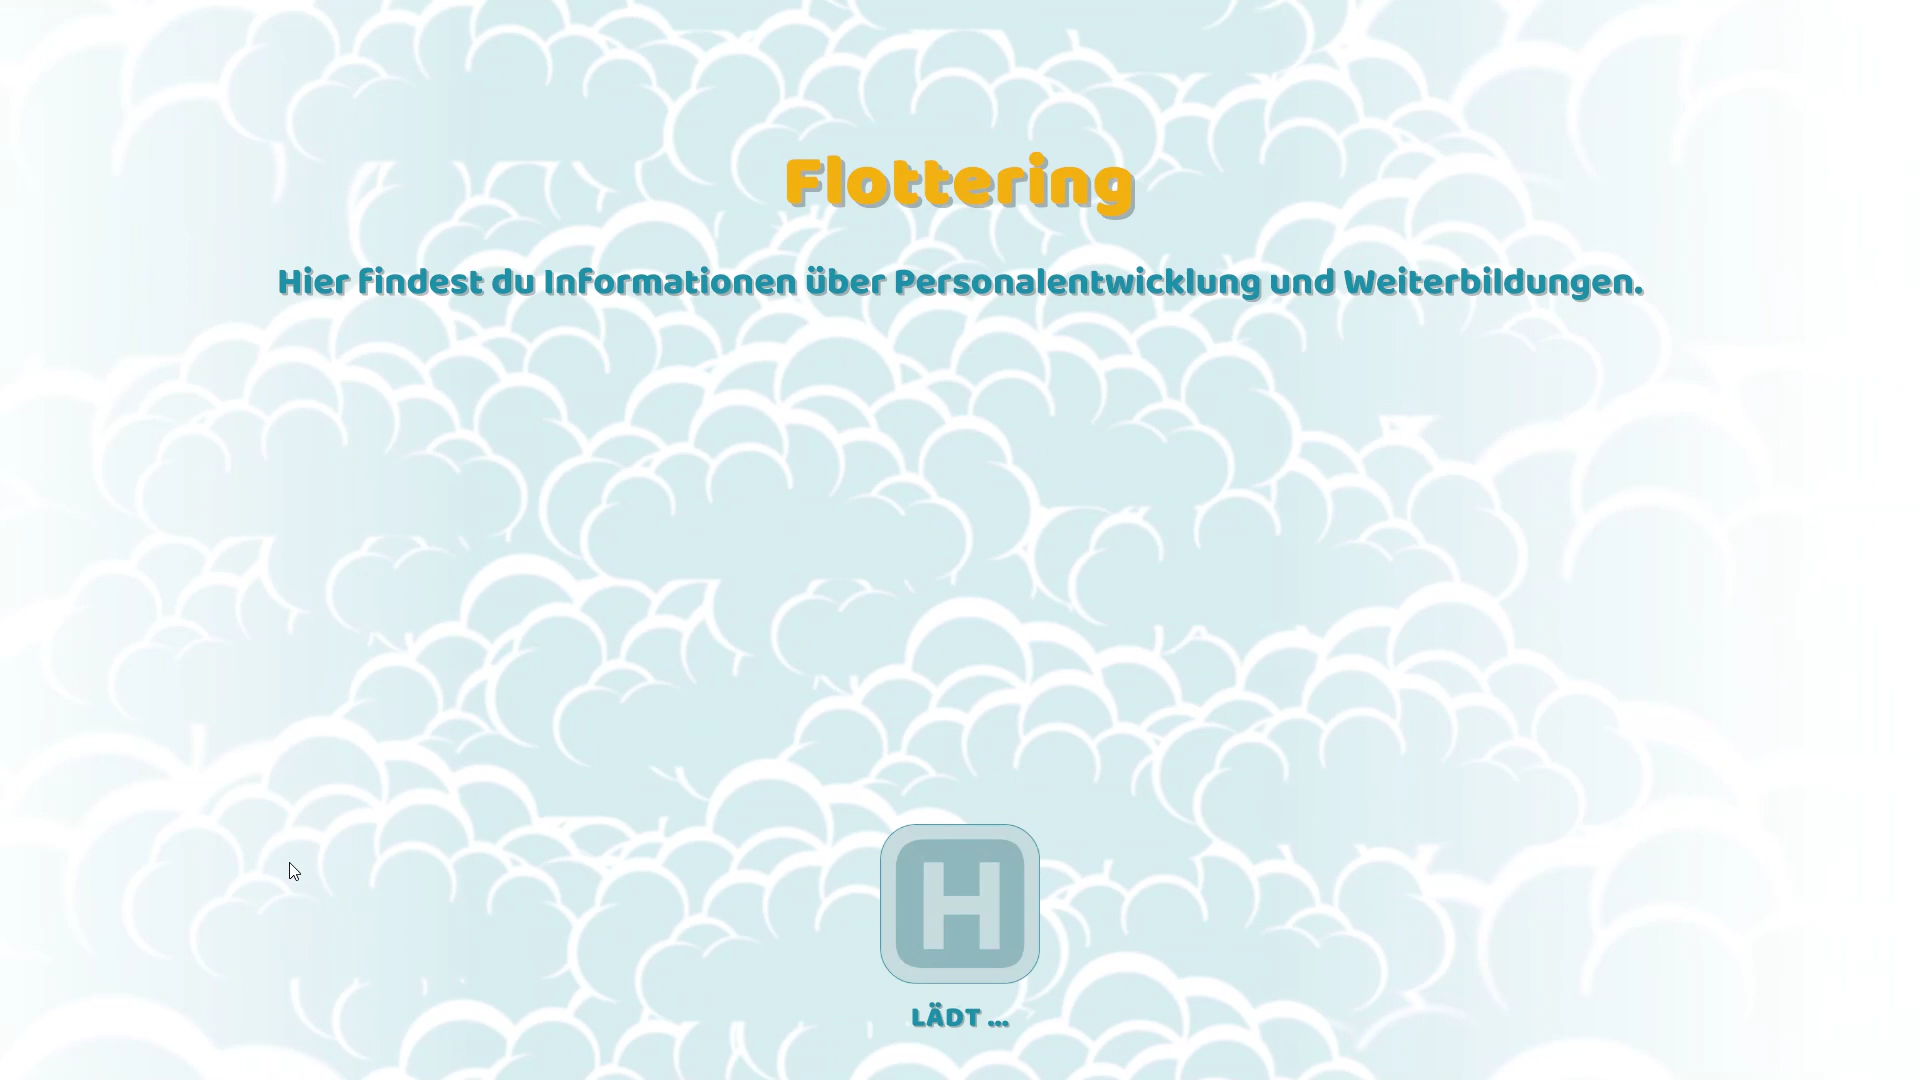 Flottering
Hier findest du Informationen über Personalentwicklung und Weiterbildungen.
H
LÄDT ...